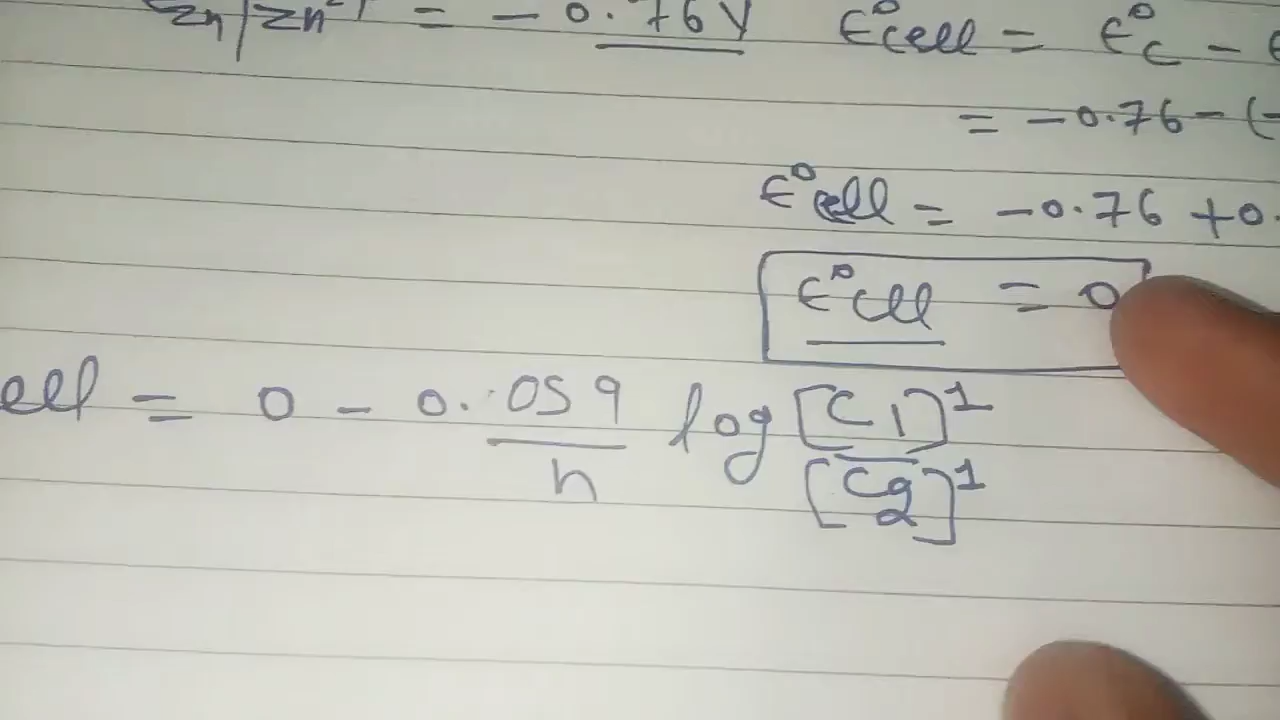 Zn/Zn²⁺ = - 0.76V E°cell = E°c -
= -0.76 - (-
E°cell = -0.76 + 0.
E°cell = 0
ell = 0 - 0.059/n log [C1]¹/[C2]¹